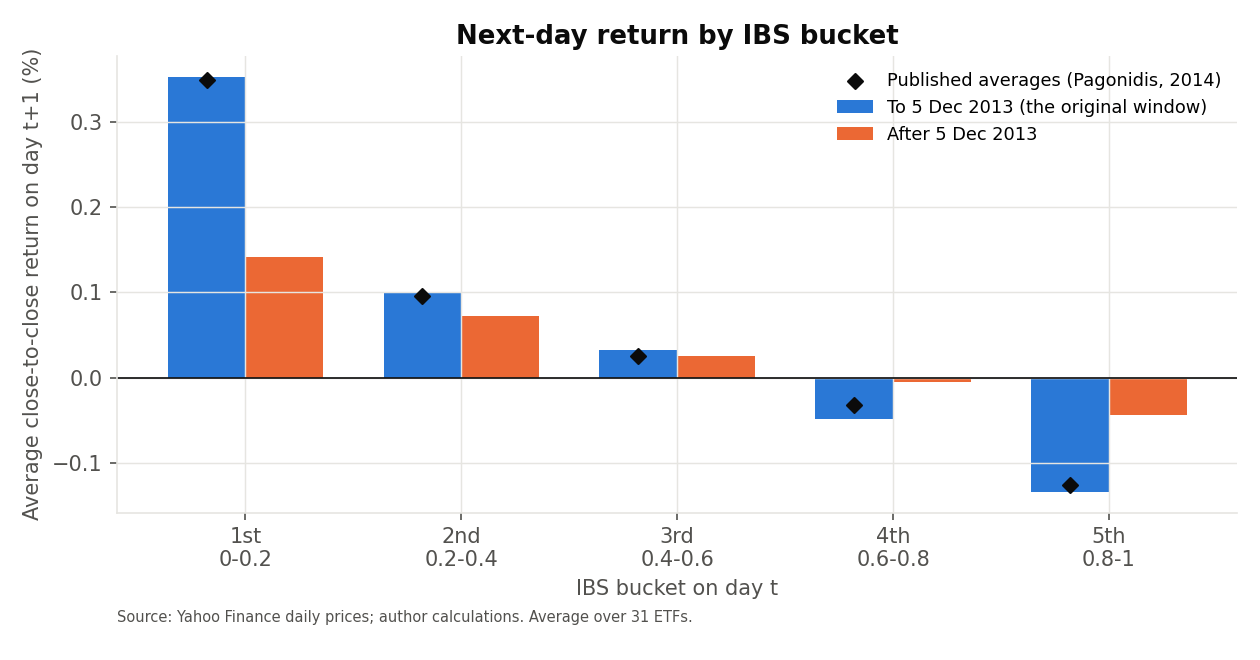 Next-day return by IBS bucket
Published averages (Pagonidis, 2014)
To 5 Dec 2013 (the original window)
After 5 Dec 2013
Average close-to-close return on day t+1 (%)
0.3
0.2
0.1
0.0
−0.1
1st
0-0.2
2nd
0.2-0.4
3rd
0.4-0.6
4th
0.6-0.8
5th
0.8-1
IBS bucket on day t
Source: Yahoo Finance daily prices; author calculations. Average over 31 ETFs.